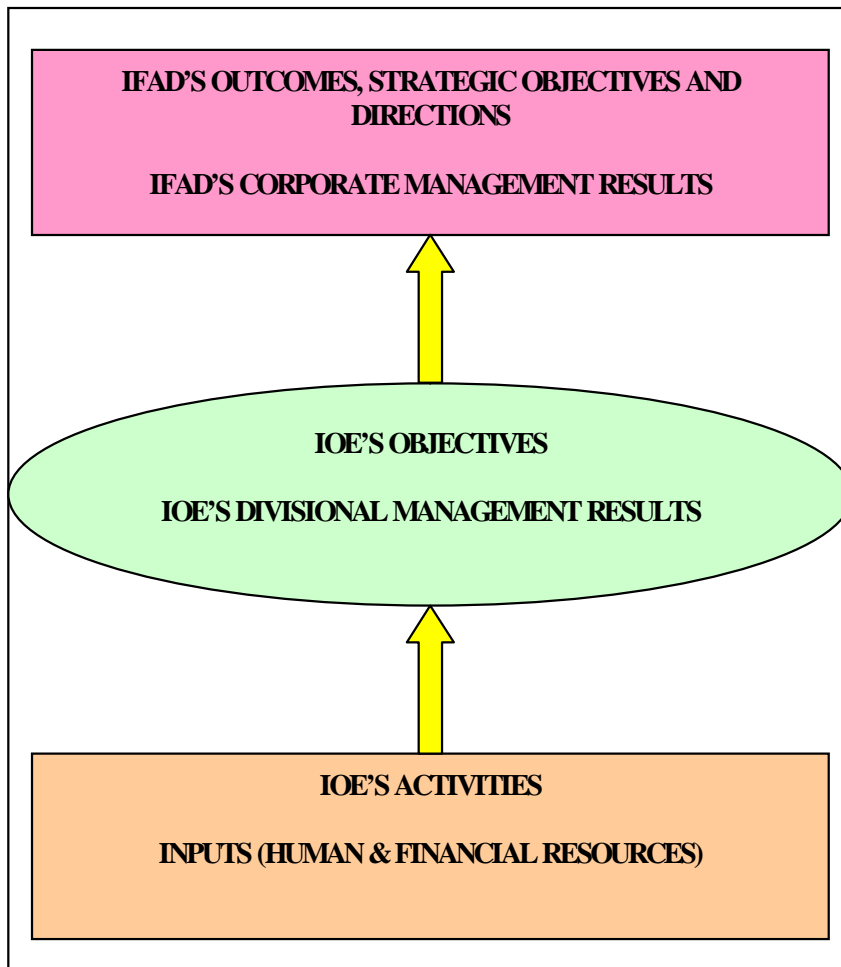 IFAD’S OUTCOMES, STRATEGIC OBJECTIVES AND
DIRECTIONS
IFAD’S CORPORATE MANAGEMENT RESULTS
IOE’S OBJECTIVES
IOE’S DIVISIONAL MANAGEMENT RESULTS
IOE’S ACTIVITIES
INPUTS (HUMAN & FINANCIAL RESOURCES)